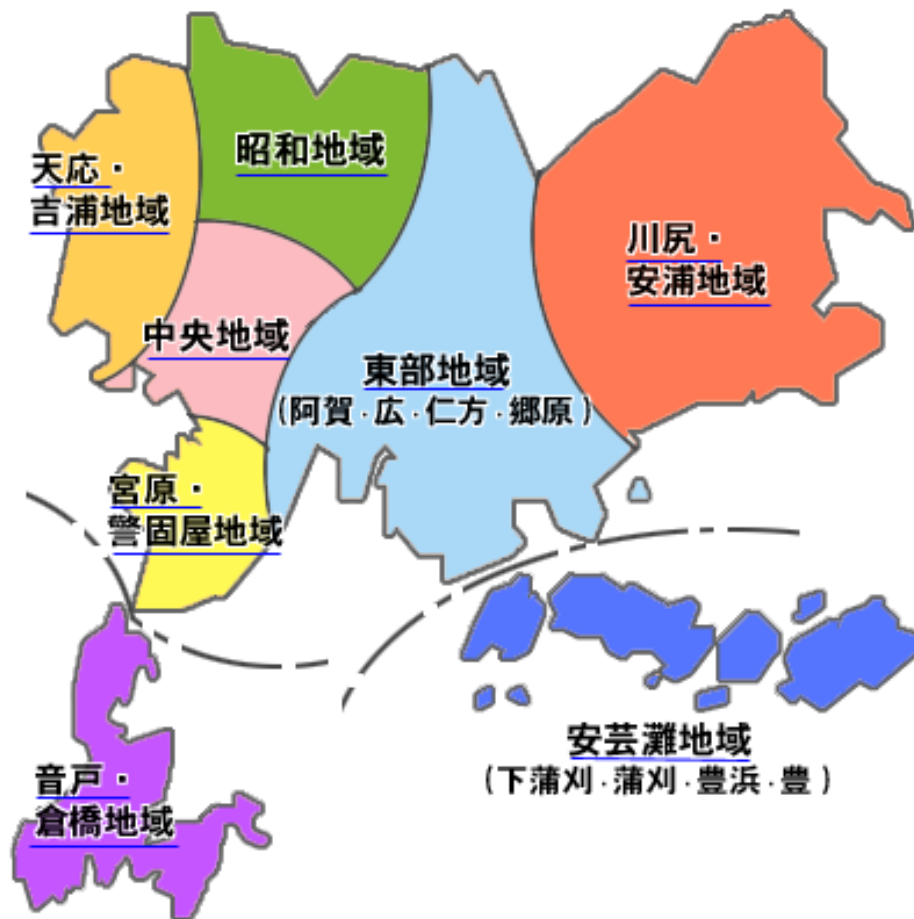 昭和地域
天応・
吉浦地域
川尻・
安浦地域
中央地域
東部地域
(阿賀・広・仁方・郷原)
宮原・
警固屋地域
安芸灘地域
(下蒲刈・蒲刈・豊浜・豊)
音戸・
倉橋地域